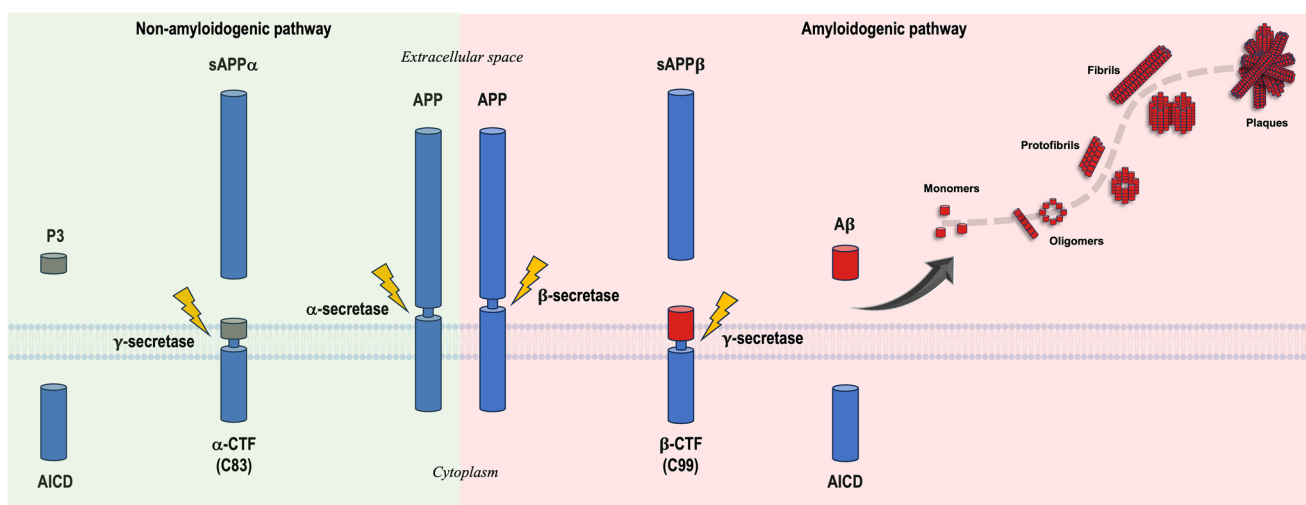 Non-amyloidogenic pathway
Amyloidogenic pathway
Extracellular space
sAPPα
APP
APP
sAPPβ
Fibrils
Plaques
Protofibrils
Monomers
Oligomers
P3
Aβ
α-secretase
β-secretase
γ-secretase
γ-secretase
α-CTF
(C83)
β-CTF
(C99)
Cytoplasm
AICD
AICD